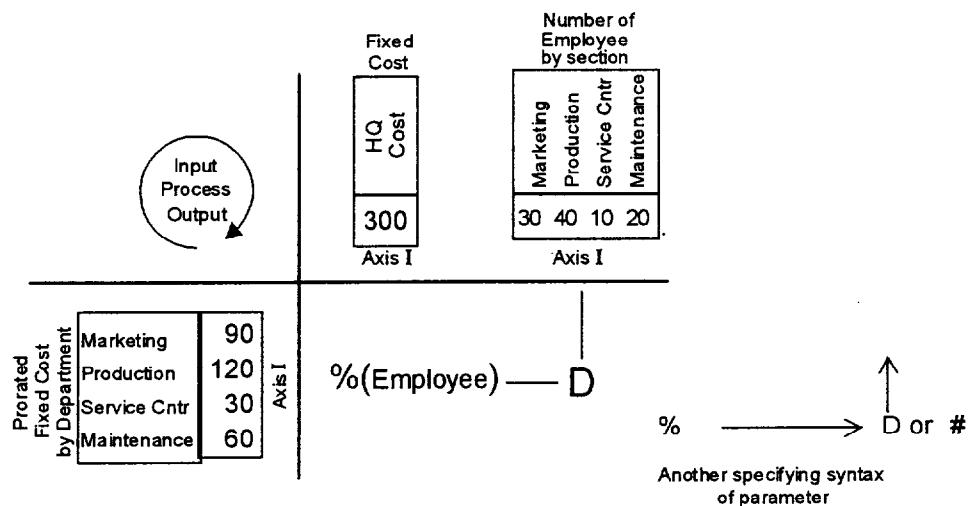 Fixed
Cost
HQ
Cost
300
Axis I
Number of
Employee
by section
Marketing
Production
Service Cntr
Maintenance
30 40 10 20
Axis I
Input
Process
Output
Prorated
Fixed Cost
by Department
Marketing 90
Production 120
Service Cntr 30
Maintenance 60
Axis I
%(Employee) D
% D or #
Another specifying syntax
of parameter